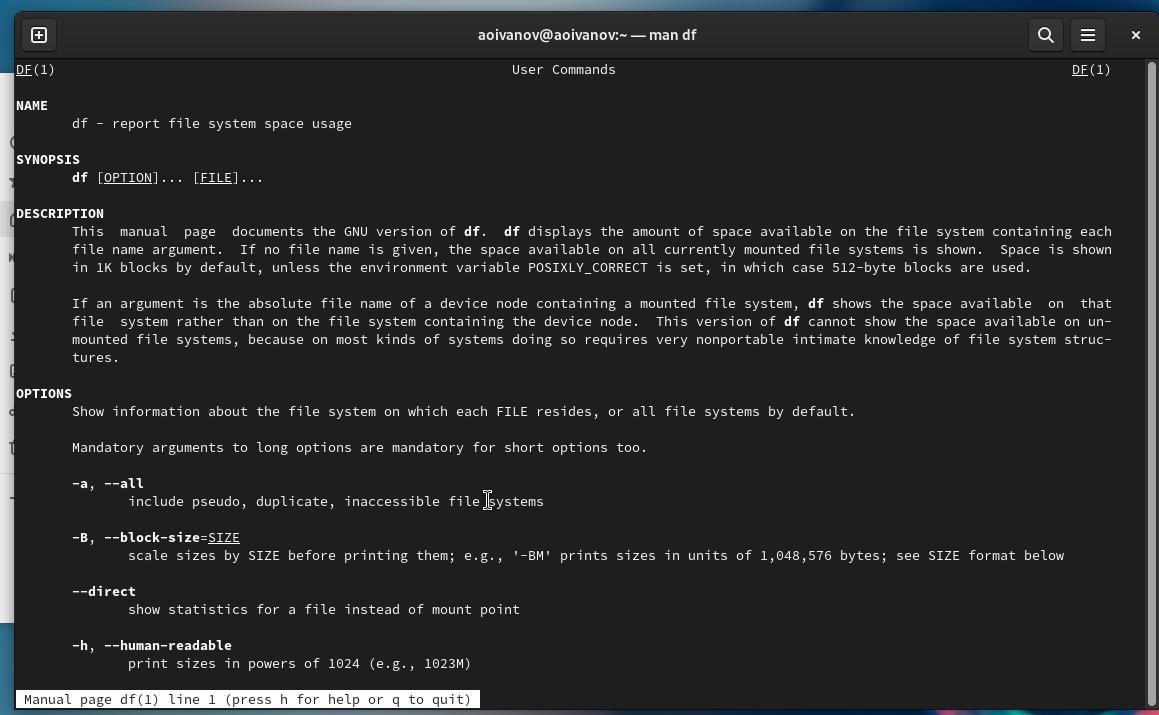 aoivanov@aoivanov:~ — man df
DF(1) User Commands DF(1)
NAME
df - report file system space usage
SYNOPSIS
df [OPTION]... [FILE]...
DESCRIPTION
This manual page documents the GNU version of df. df displays the amount of space available on the file system containing each
file name argument. If no file name is given, the space available on all currently mounted file systems is shown. Space is shown
in 1K blocks by default, unless the environment variable POSIXLY_CORRECT is set, in which case 512-byte blocks are used.
If an argument is the absolute file name of a device node containing a mounted file system, df shows the space available on that
file system rather than on the file system containing the device node. This version of df cannot show the space available on un-
mounted file systems, because on most kinds of systems doing so requires very nonportable intimate knowledge of file system struc-
tures.
OPTIONS
Show information about the file system on which each FILE resides, or all file systems by default.
Mandatory arguments to long options are mandatory for short options too.
-a, --all
include pseudo, duplicate, inaccessible file systems
-B, --block-size=SIZE
scale sizes by SIZE before printing them; e.g., '-BM' prints sizes in units of 1,048,576 bytes; see SIZE format below
--direct
show statistics for a file instead of mount point
-h, --human-readable
print sizes in powers of 1024 (e.g., 1023M)
Manual page df(1) line 1 (press h for help or q to quit)